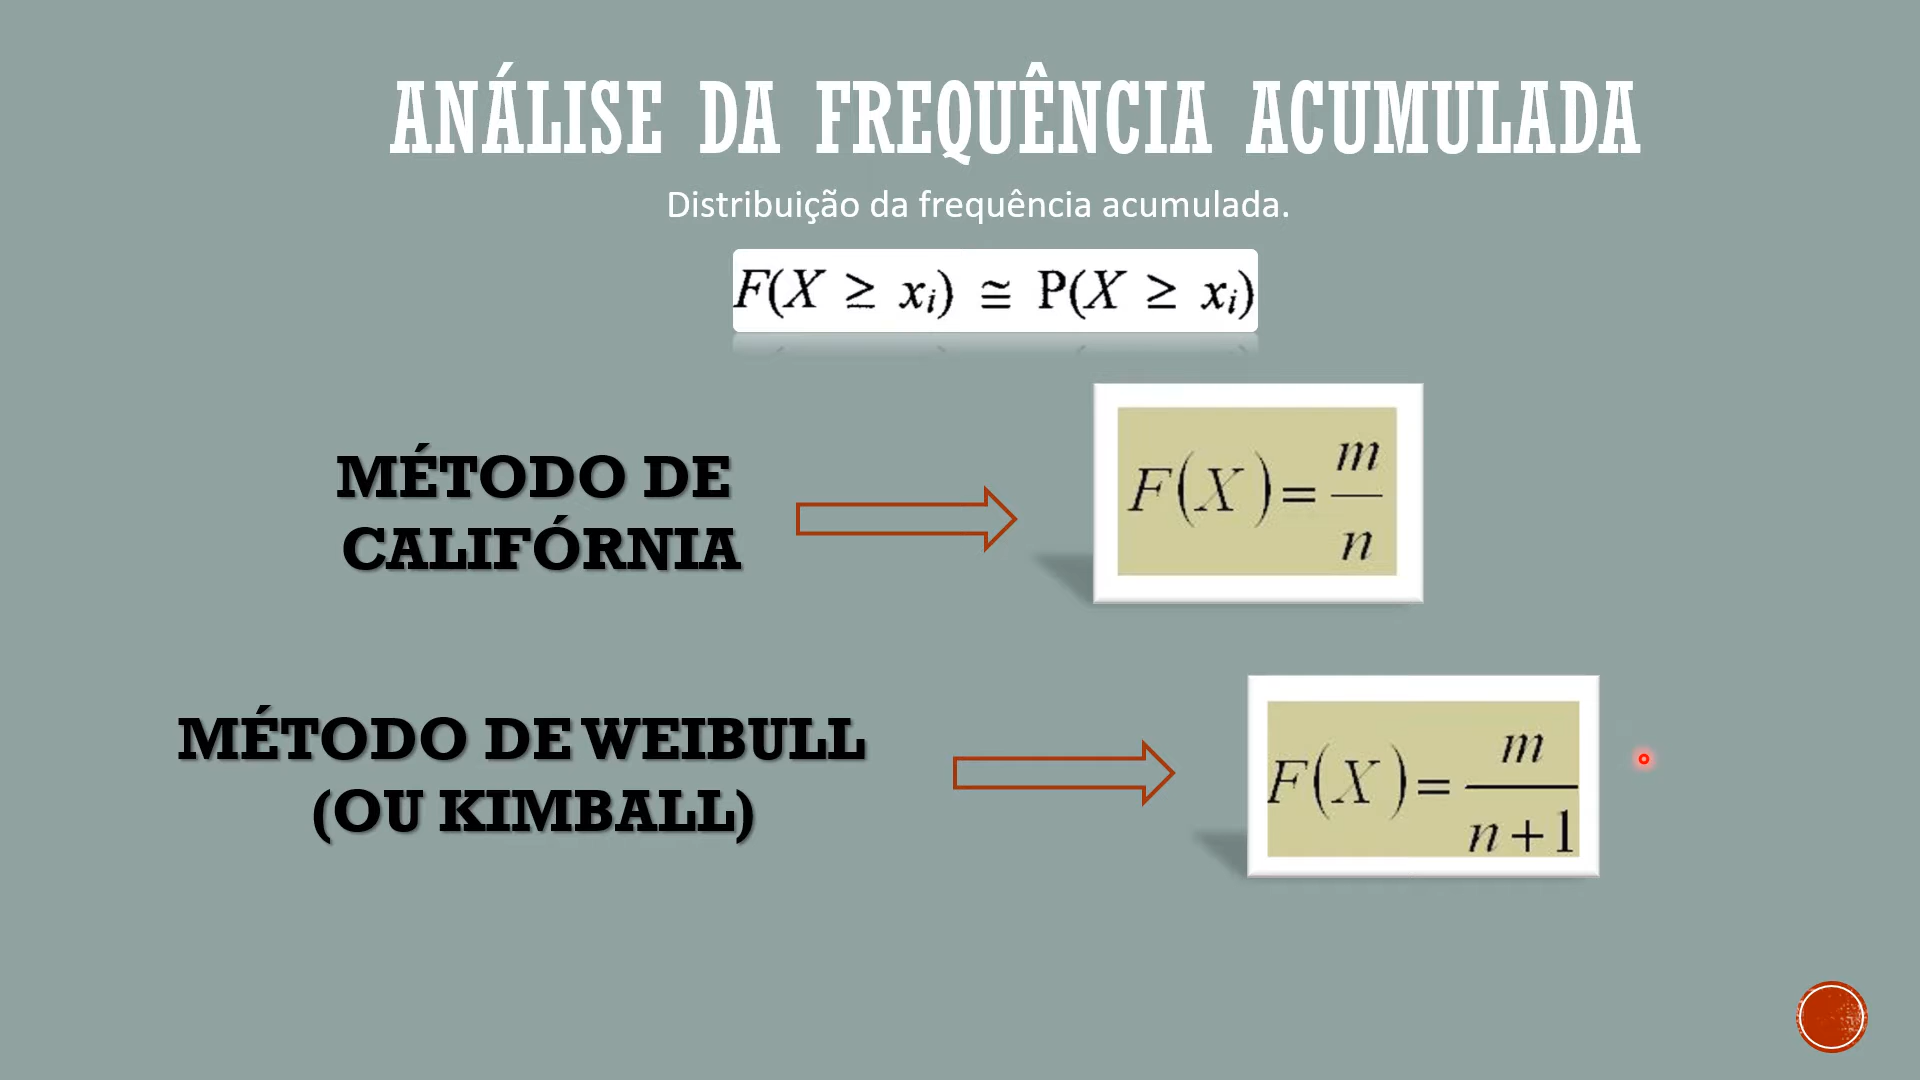 ANÁLISE DA FREQUÊNCIA ACUMULADA
Distribuição da frequência acumulada.
F(X ≥ xᵢ) ≅ P(X ≥ xᵢ)
MÉTODO DE
CALIFÓRNIA
F(X) = m/n
MÉTODO DE WEIBULL
(OU KIMBALL)
F(X) = m/(n+1)